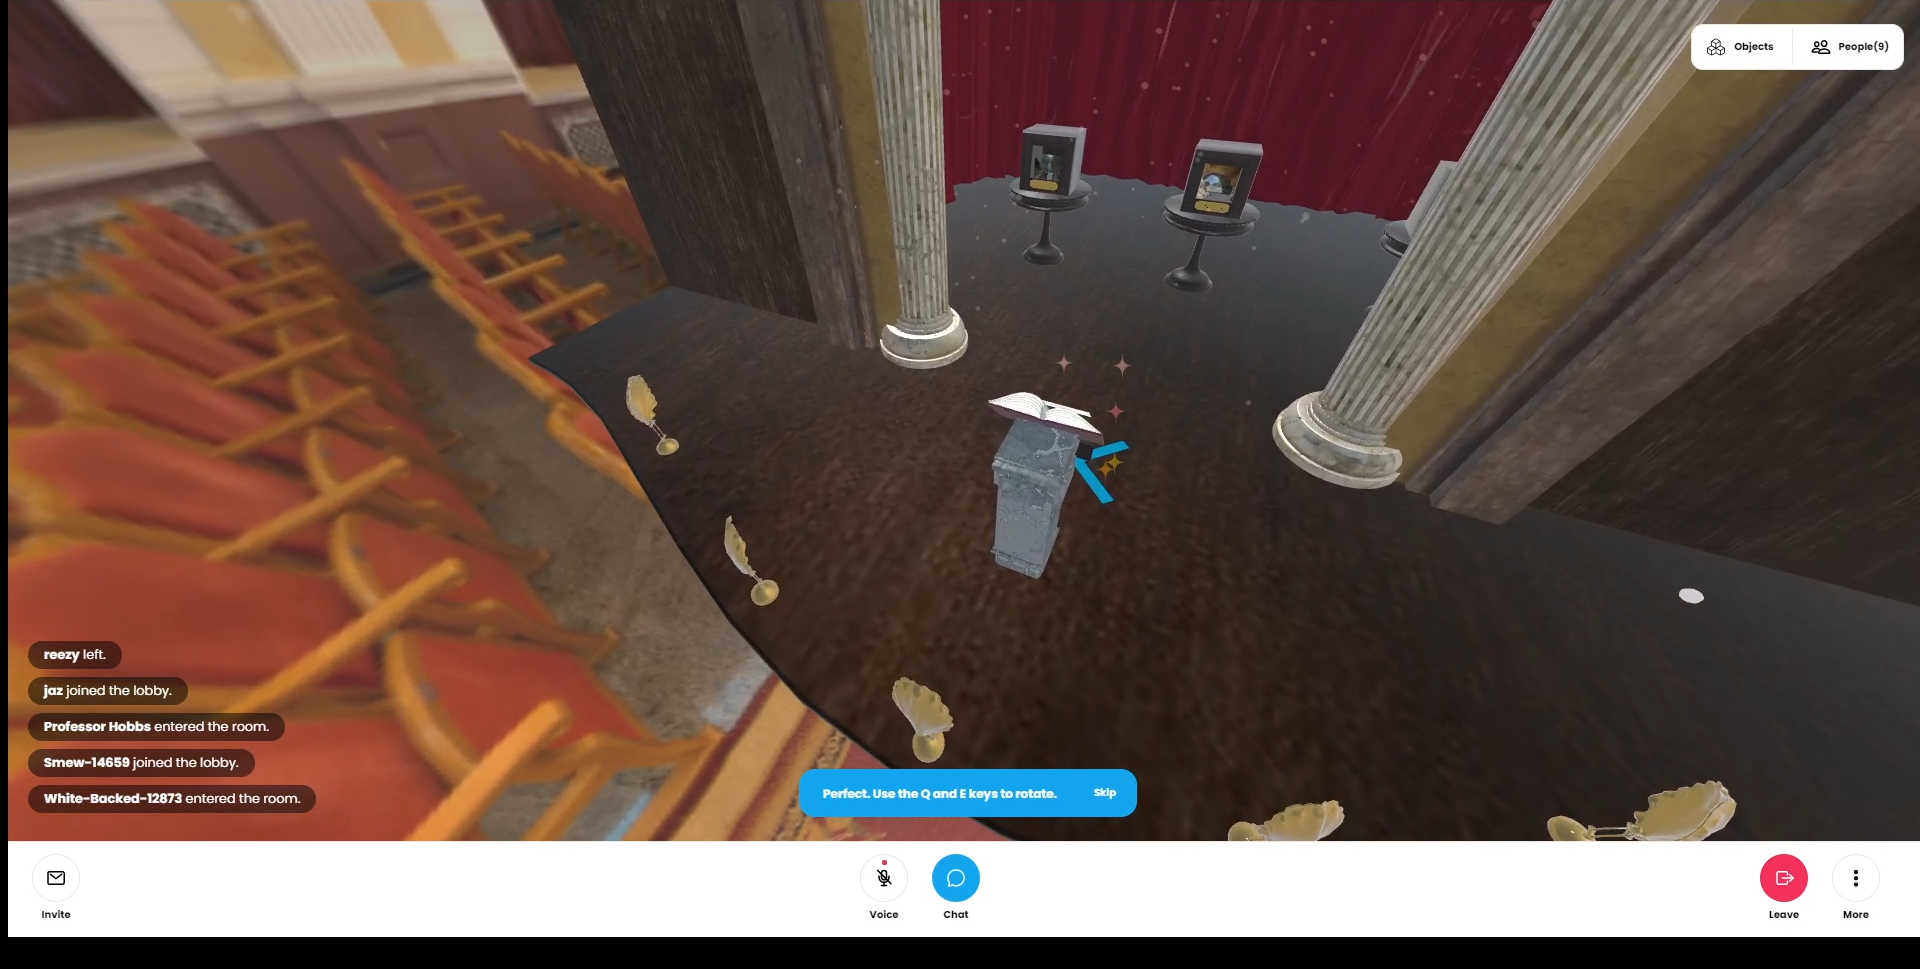 Objects
People(9)
reezy left.
jaz joined the lobby.
Professor Hobbs entered the room.
Smew-14659 joined the lobby.
White-Backed-12873 entered the room.
Perfect. Use the Q and E keys to rotate.
Skip
Invite
Voice
Chat
Leave
More